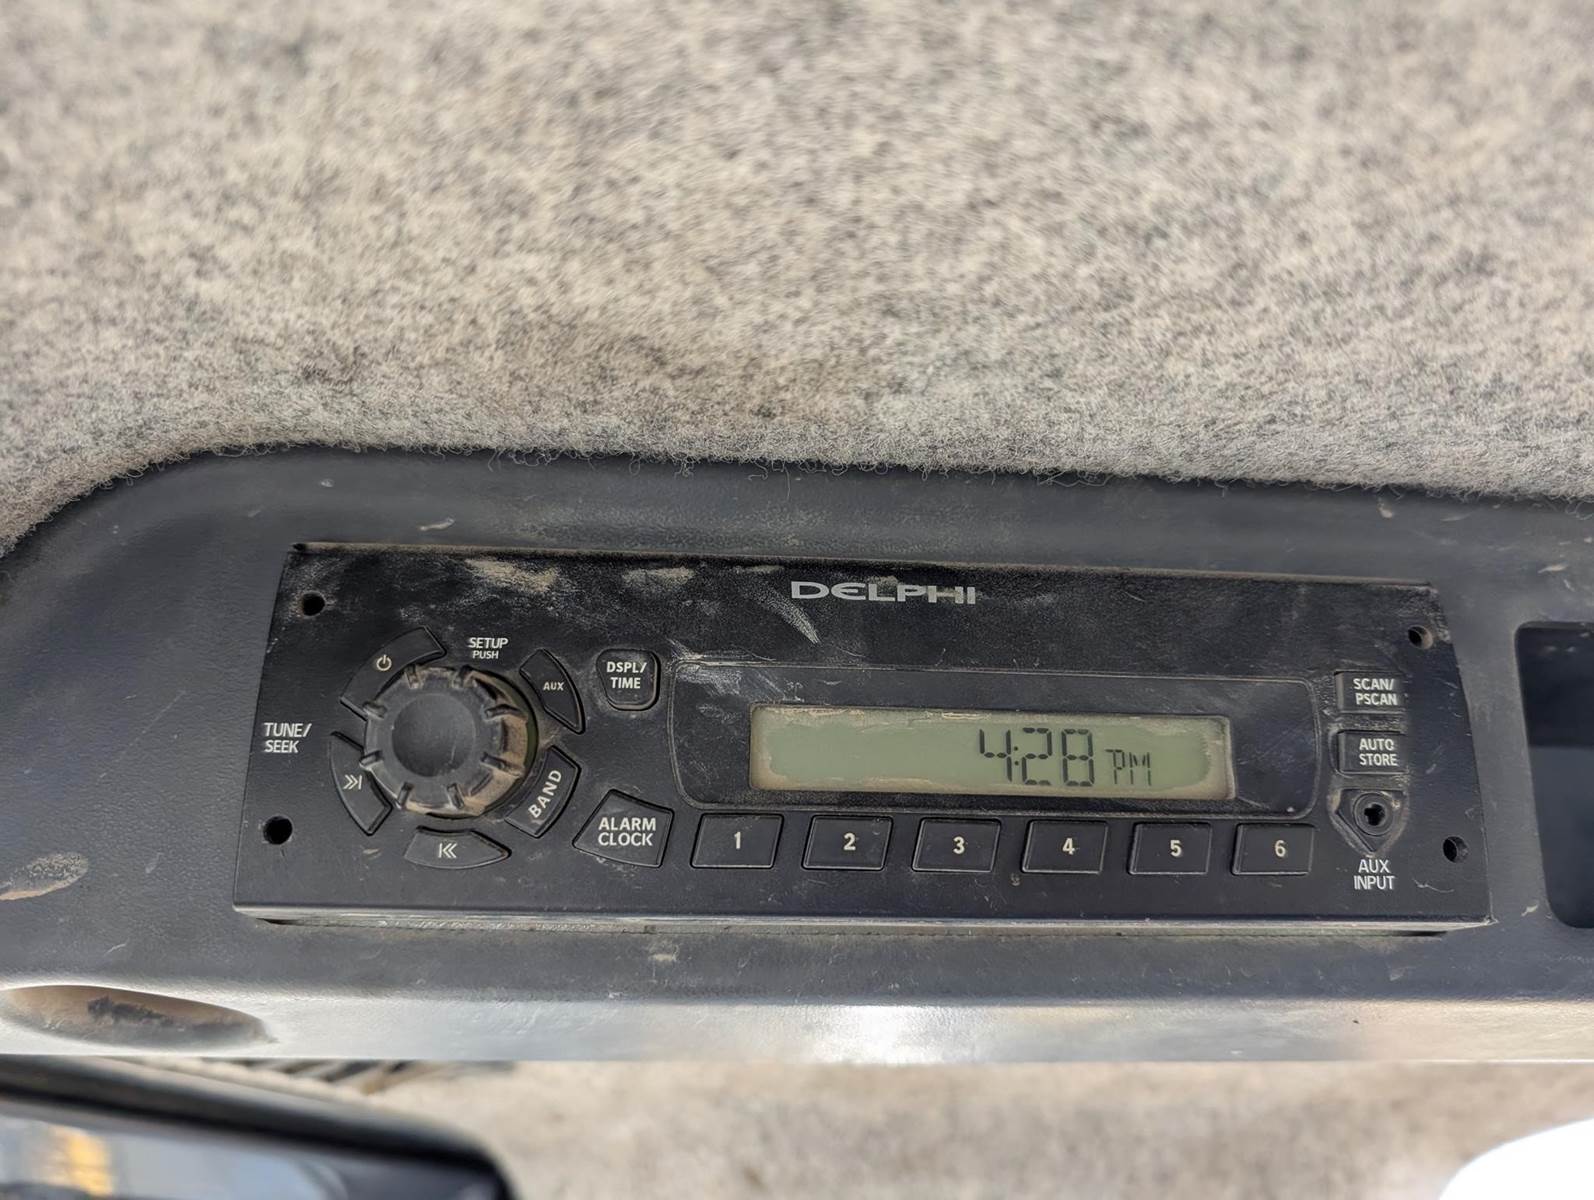 DELPHI
SETUP
PUSH
AUX
DSPL/
TIME
TUNE/
SEEK
BAND
ALARM
CLOCK
4:28 PM
1
2
3
4
5
6
SCAN/
PSCAN
AUTO
STORE
AUX
INPUT